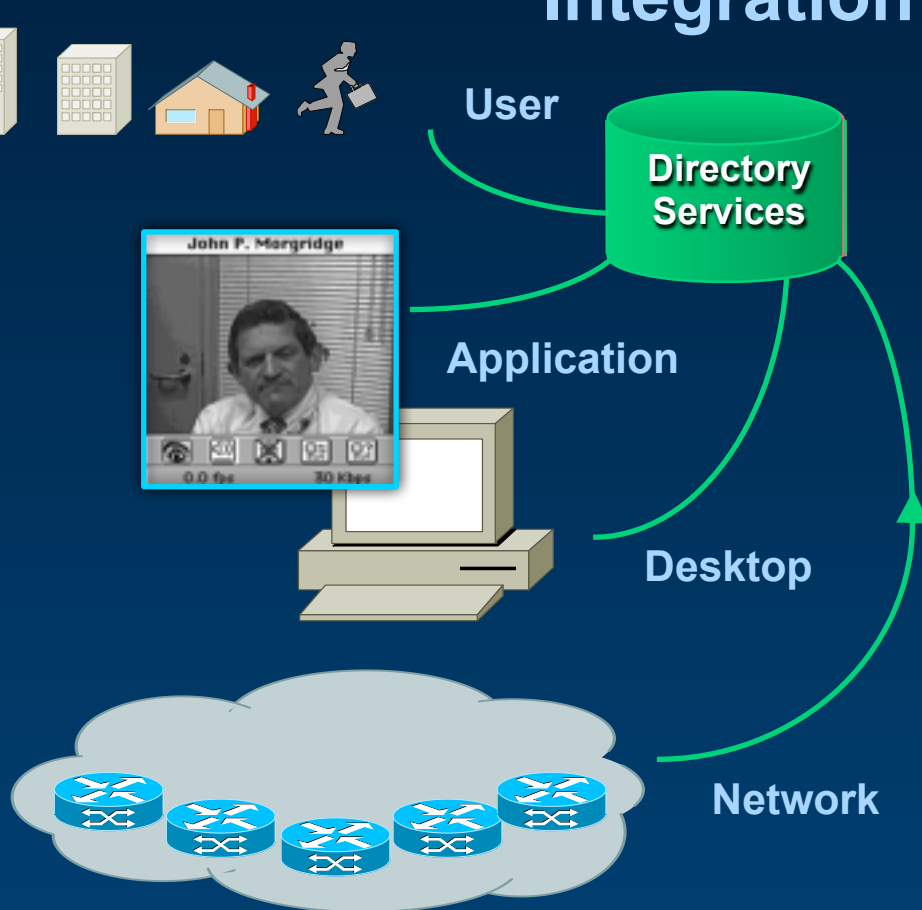 Integration
User
Directory
Services
John P. Morgridge
Application
0.0 fps 30 Kbps
Desktop
Network